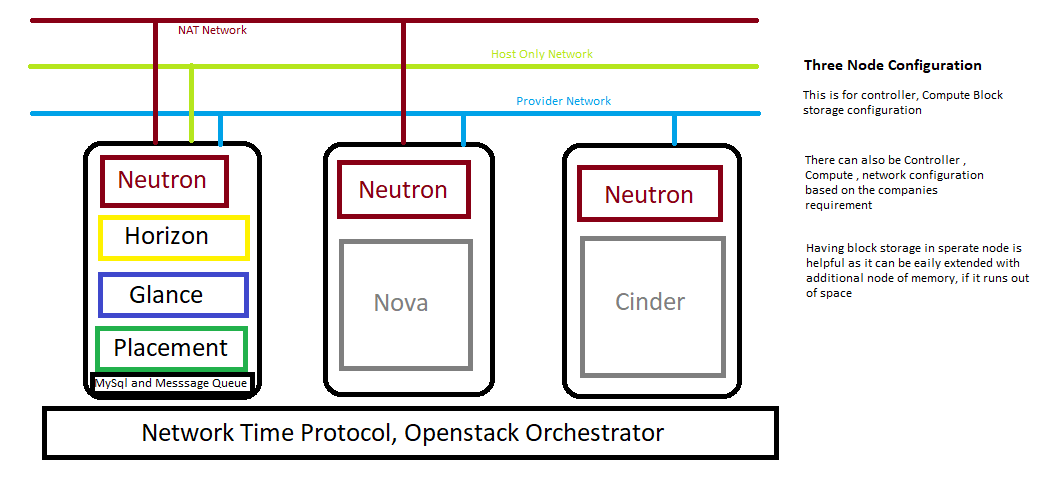 NAT Network
Host Only Network
Provider Network
Neutron
Horizon
Glance
Placement
MySql and Messsage Queue
Neutron
Nova
Neutron
Cinder
Network Time Protocol, Openstack Orchestrator
Three Node Configuration
This is for controller, Compute Block
storage configuration
There can also be Controller ,
Compute , network configuration
based on the companies
requirement
Having block storage in sperate node is
helpful as it can be eaily extended with
additional node of memory, if it runs out
of space